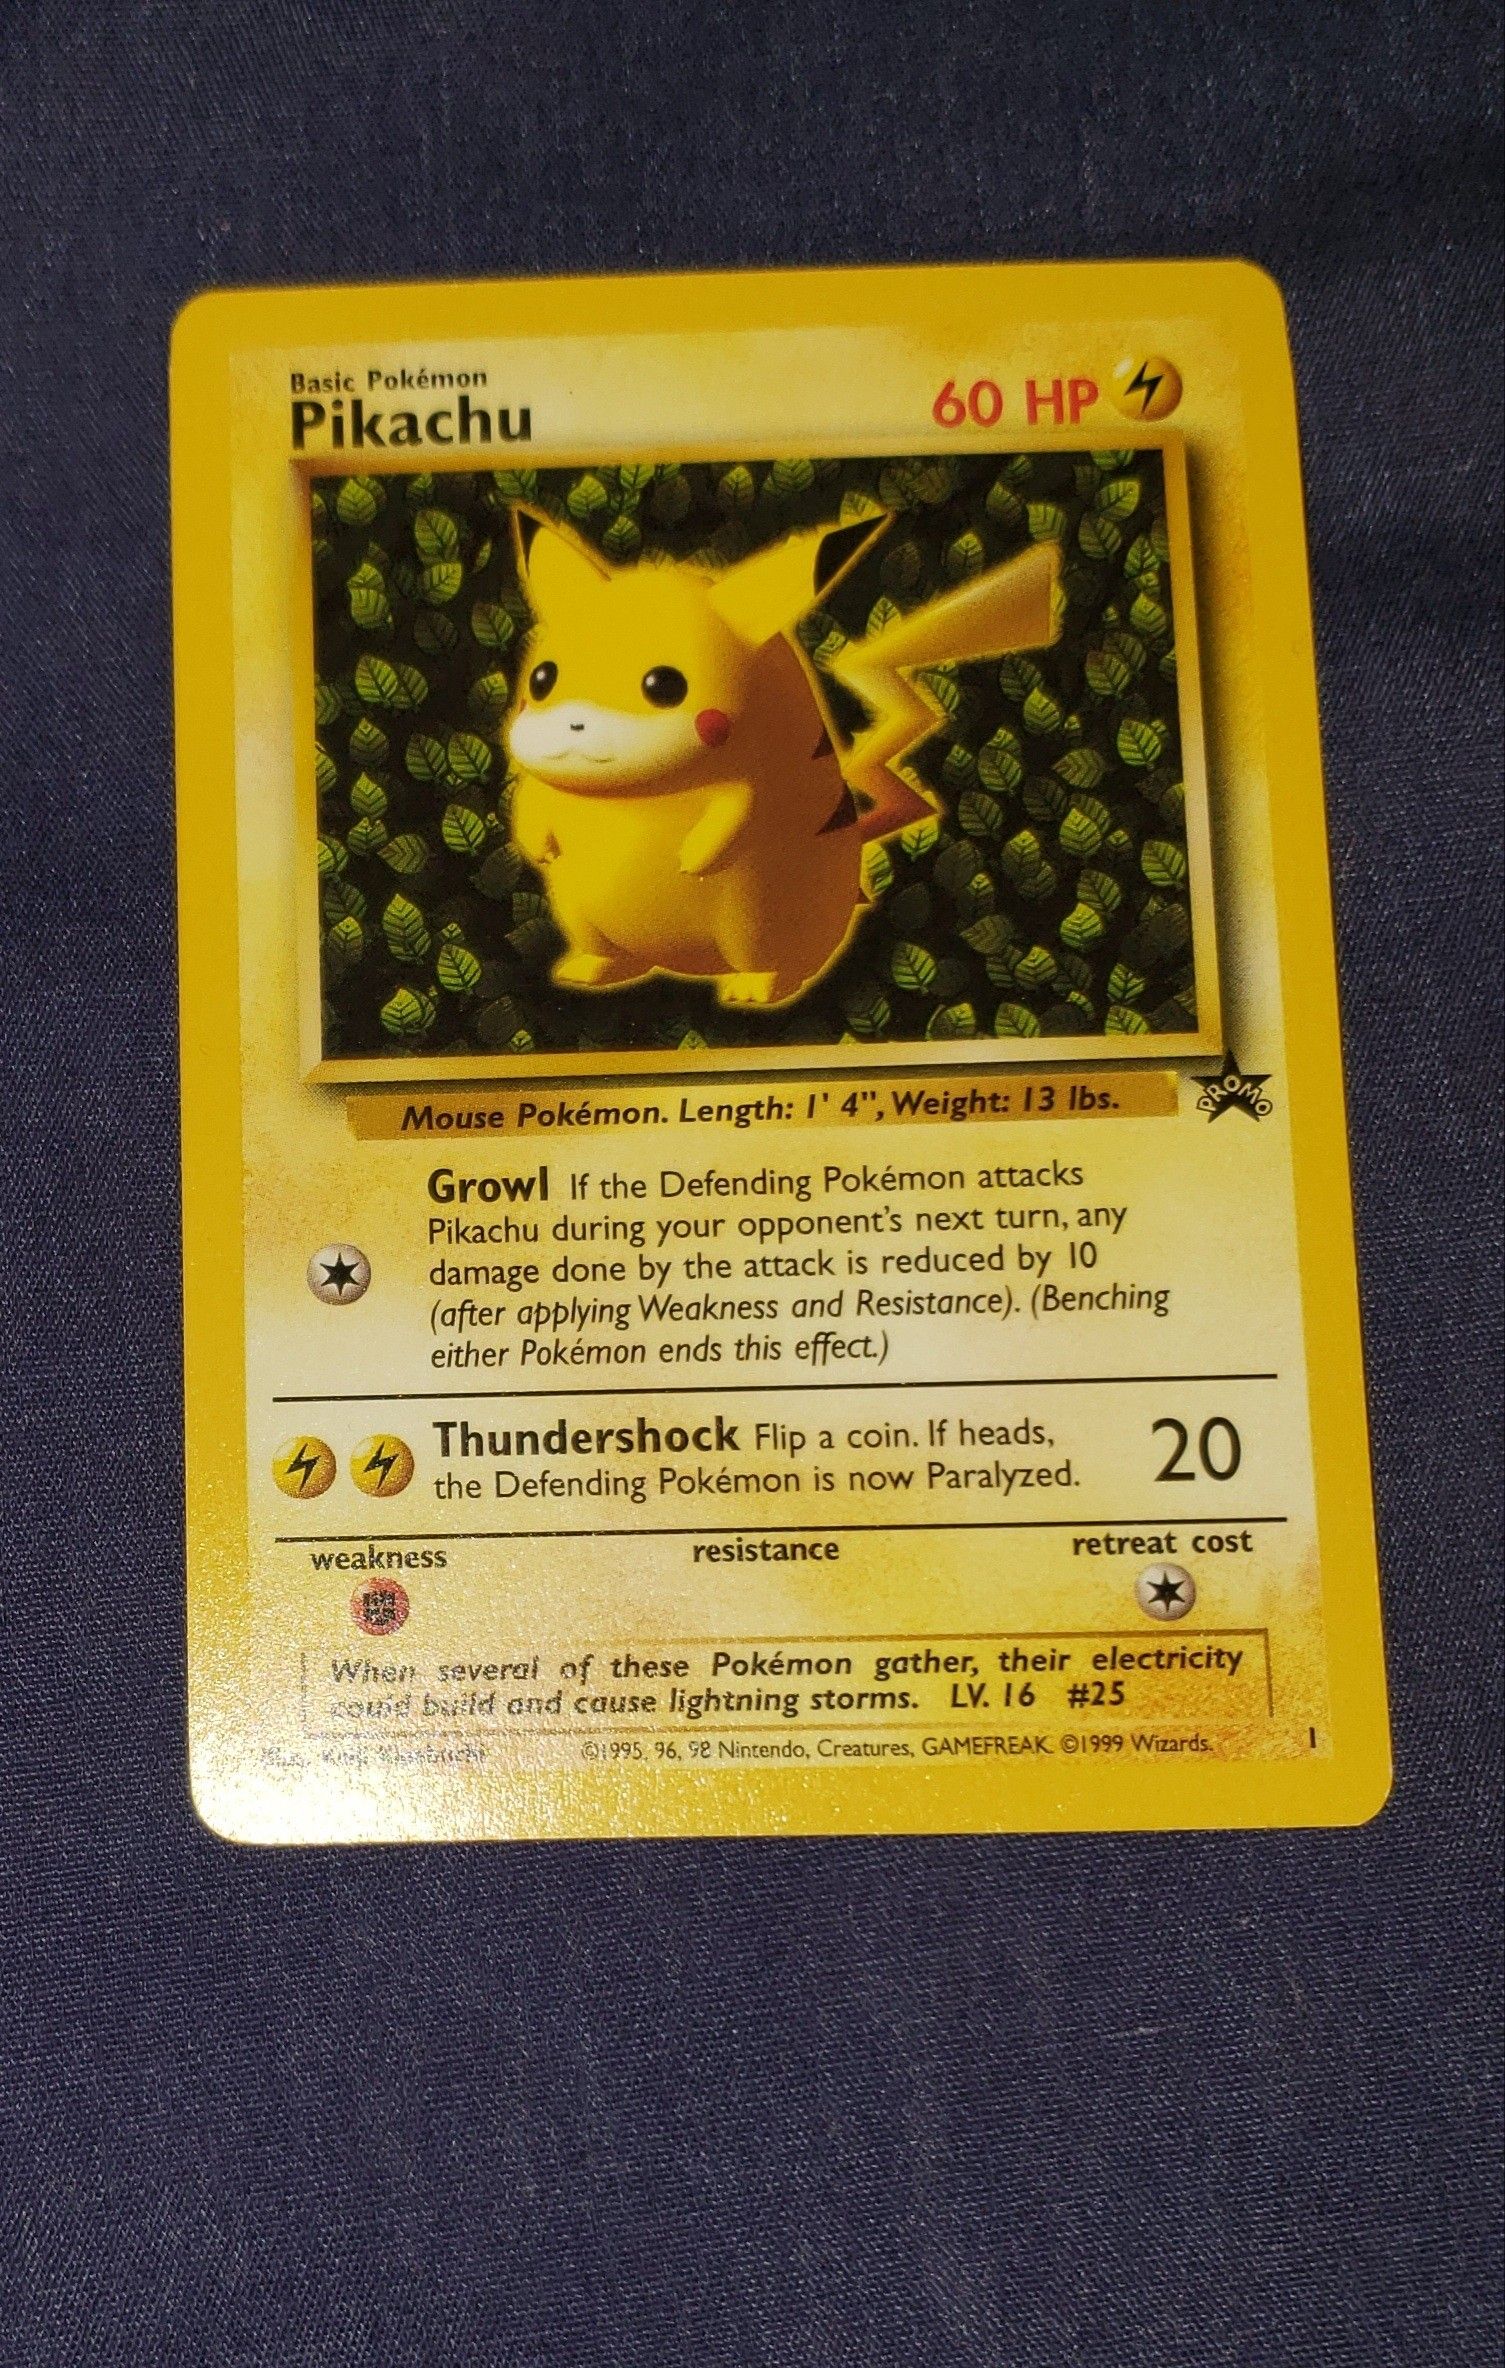 Basic Pokémon
Pikachu
60 HP
Mouse Pokémon. Length: 1' 4", Weight: 13 lbs.
PROMO
Growl If the Defending Pokémon attacks
Pikachu during your opponent's next turn, any
damage done by the attack is reduced by 10
(after applying Weakness and Resistance). (Benching
either Pokémon ends this effect.)
Thundershock Flip a coin. If heads,
the Defending Pokémon is now Paralyzed.
20
weakness resistance retreat cost
When several of these Pokémon gather, their electricity
could build and cause lightning storms. LV. 16 #25
©1995, 96, 98 Nintendo, Creatures, GAMEFREAK. ©1999 Wizards. 1